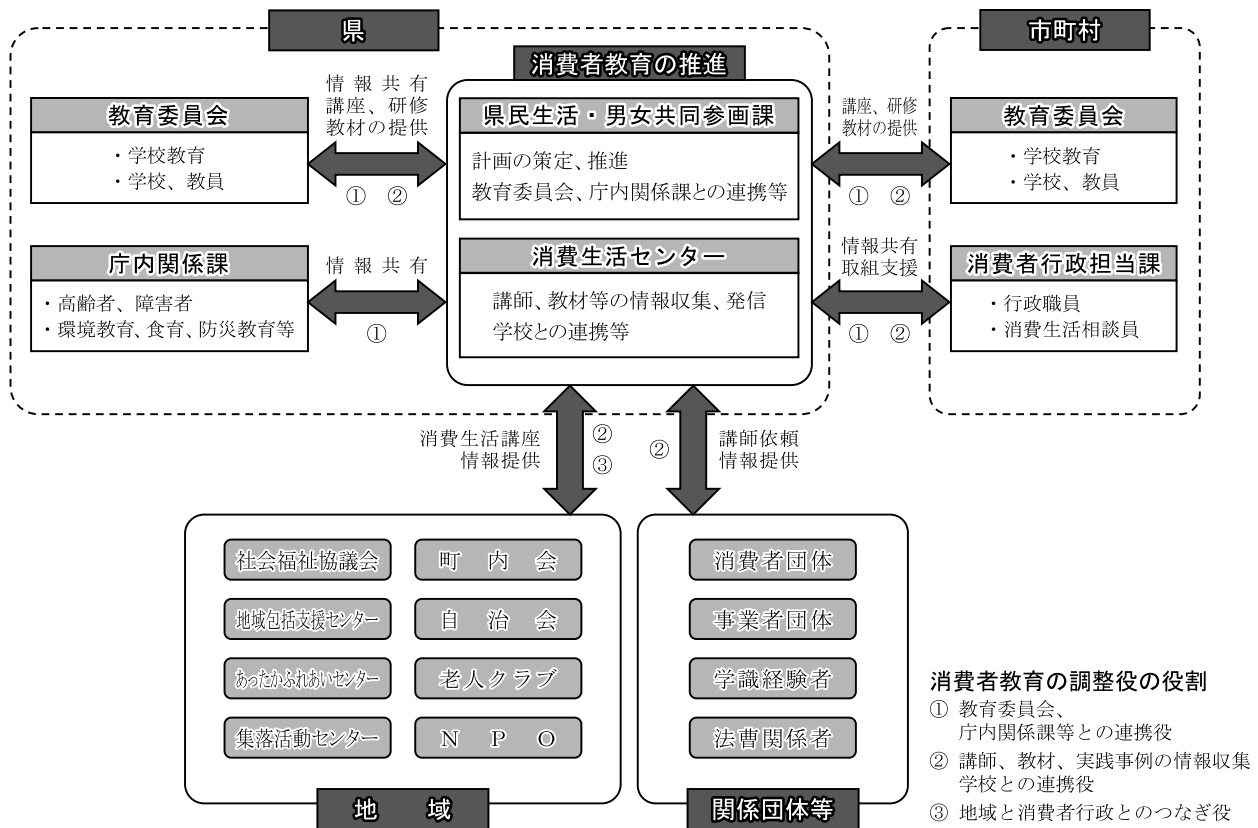 県
市町村
消費者教育の推進
教育委員会
・学校教育
・学校、教員
情報共有
講座、研修
教材の提供
① ②
県民生活・男女共同参画課
計画の策定、推進
教育委員会、庁内関係課との連携等
講座、研修
教材の提供
① ②
教育委員会
・学校教育
・学校、教員
庁内関係課
・高齢者、障害者
・環境教育、食育、防災教育等
情報共有
①
消費生活センター
講師、教材等の情報収集、発信
学校との連携等
情報共有
取組支援
① ②
消費者行政担当課
・行政職員
・消費生活相談員
消費生活講座
情報提供
②
③
②
講師依頼
情報提供
社会福祉協議会
町内会
地域包括支援センター
自治会
あったかふれあいセンター
老人クラブ
集落活動センター
ＮＰＯ
地域
消費者団体
事業者団体
学識経験者
法曹関係者
関係団体等
消費者教育の調整役の役割
① 教育委員会、
庁内関係課等との連携役
② 講師、教材、実践事例の情報収集
学校との連携役
③ 地域と消費者行政とのつなぎ役